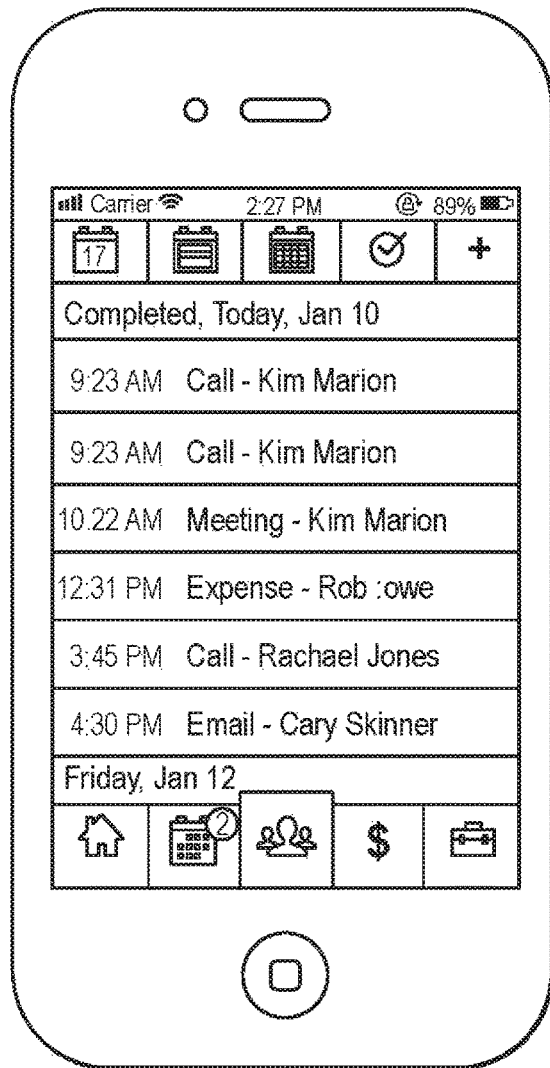 Carrier 2:27 PM 89%
17 +
Completed, Today, Jan 10
9:23 AM Call - Kim Marion
9:23 AM Call - Kim Marion
10.22 AM Meeting - Kim Marion
12:31 PM Expense - Rob :owe
3:45 PM Call - Rachael Jones
4:30 PM Email - Cary Skinner
Friday, Jan 12
2
$